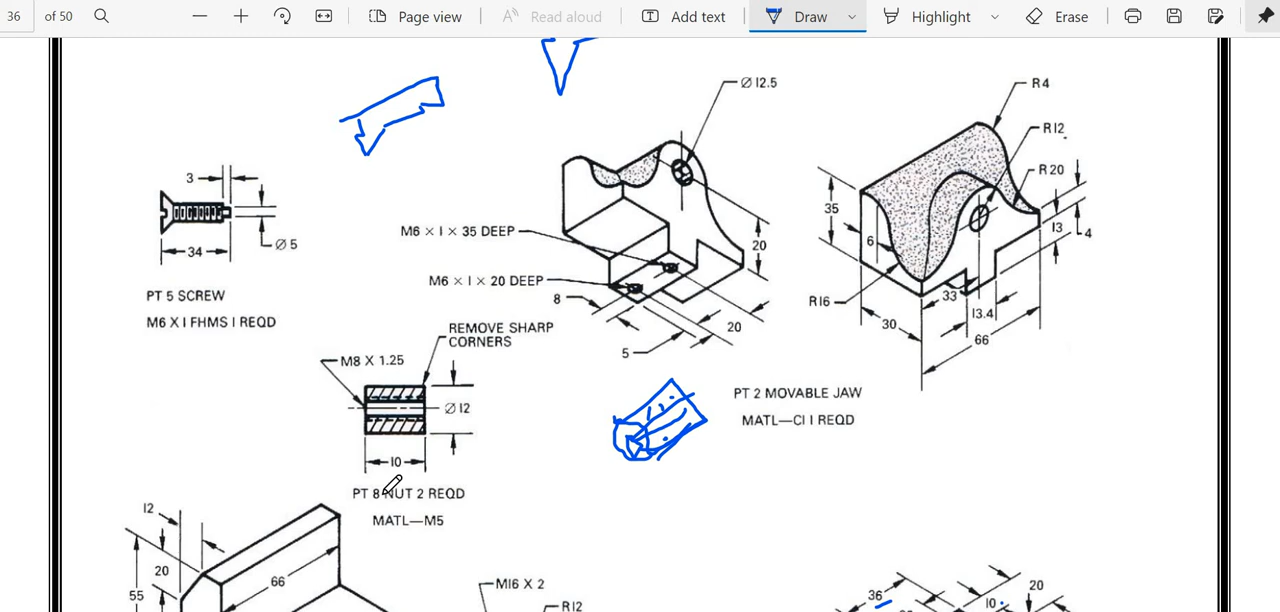 36 of 50
Page view
Read aloud
Add text
Draw
Highlight
Erase
3
34
Ø 5
PT 5 SCREW
M6 X I FHMS I REQD
M6 × I × 35 DEEP
M6 × I × 20 DEEP
8
5
20
20
Ø 12.5
R4
R12
R20
35
6
R16
30
33
13.4
66
13
4
PT 2 MOVABLE JAW
MATL—CI I REQD
REMOVE SHARP
CORNERS
M8 X 1.25
Ø 12
10
PT 8 NUT 2 REQD
MATL—M5
12
20
55
66
M16 X 2
R12
36
10
20